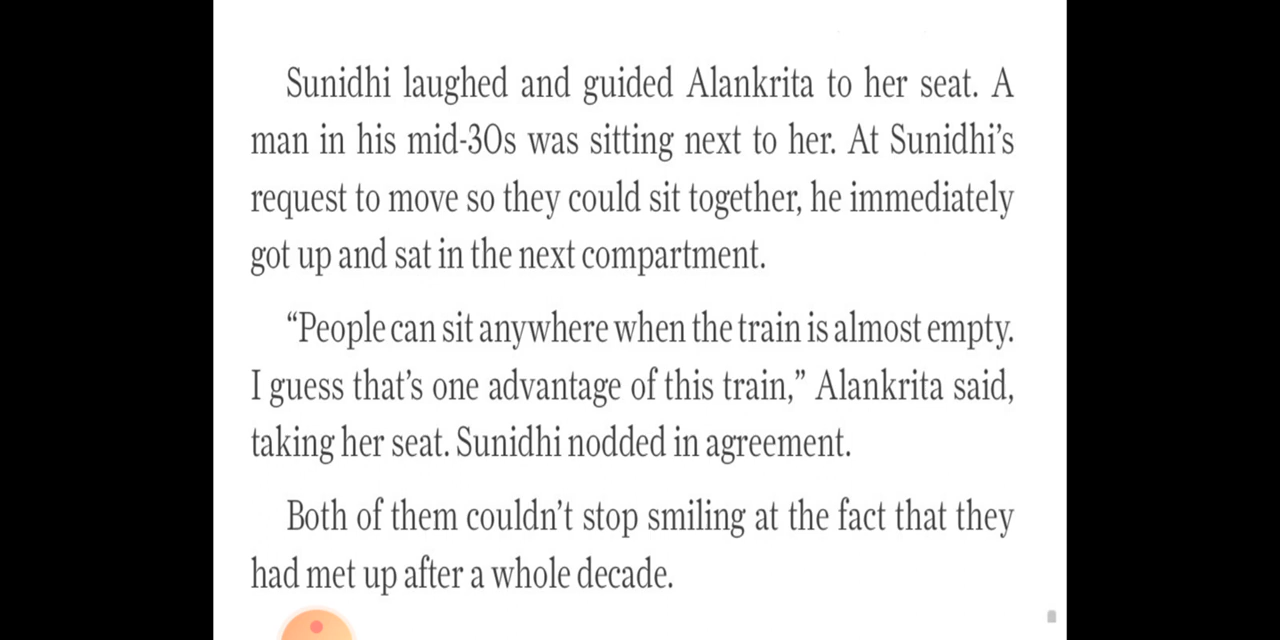 Sunidhi laughed and guided Alankrita to her seat. A
man in his mid-30s was sitting next to her. At Sunidhi’s
request to move so they could sit together, he immediately
got up and sat in the next compartment.
“People can sit anywhere when the train is almost empty.
I guess that’s one advantage of this train,” Alankrita said,
taking her seat. Sunidhi nodded in agreement.
Both of them couldn’t stop smiling at the fact that they
had met up after a whole decade.